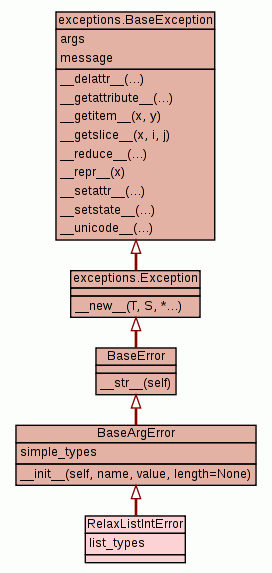 exceptions.BaseException
args
message
__delattr__(...)
__getattribute__(...)
__getitem__(x, y)
__getslice__(x, i, j)
__reduce__(...)
__repr__(x)
__setattr__(...)
__setstate__(...)
__unicode__(...)
exceptions.Exception
__new__(T, S, *...)
BaseError
__str__(self)
BaseArgError
simple_types
__init__(self, name, value, length=None)
RelaxListIntError
list_types